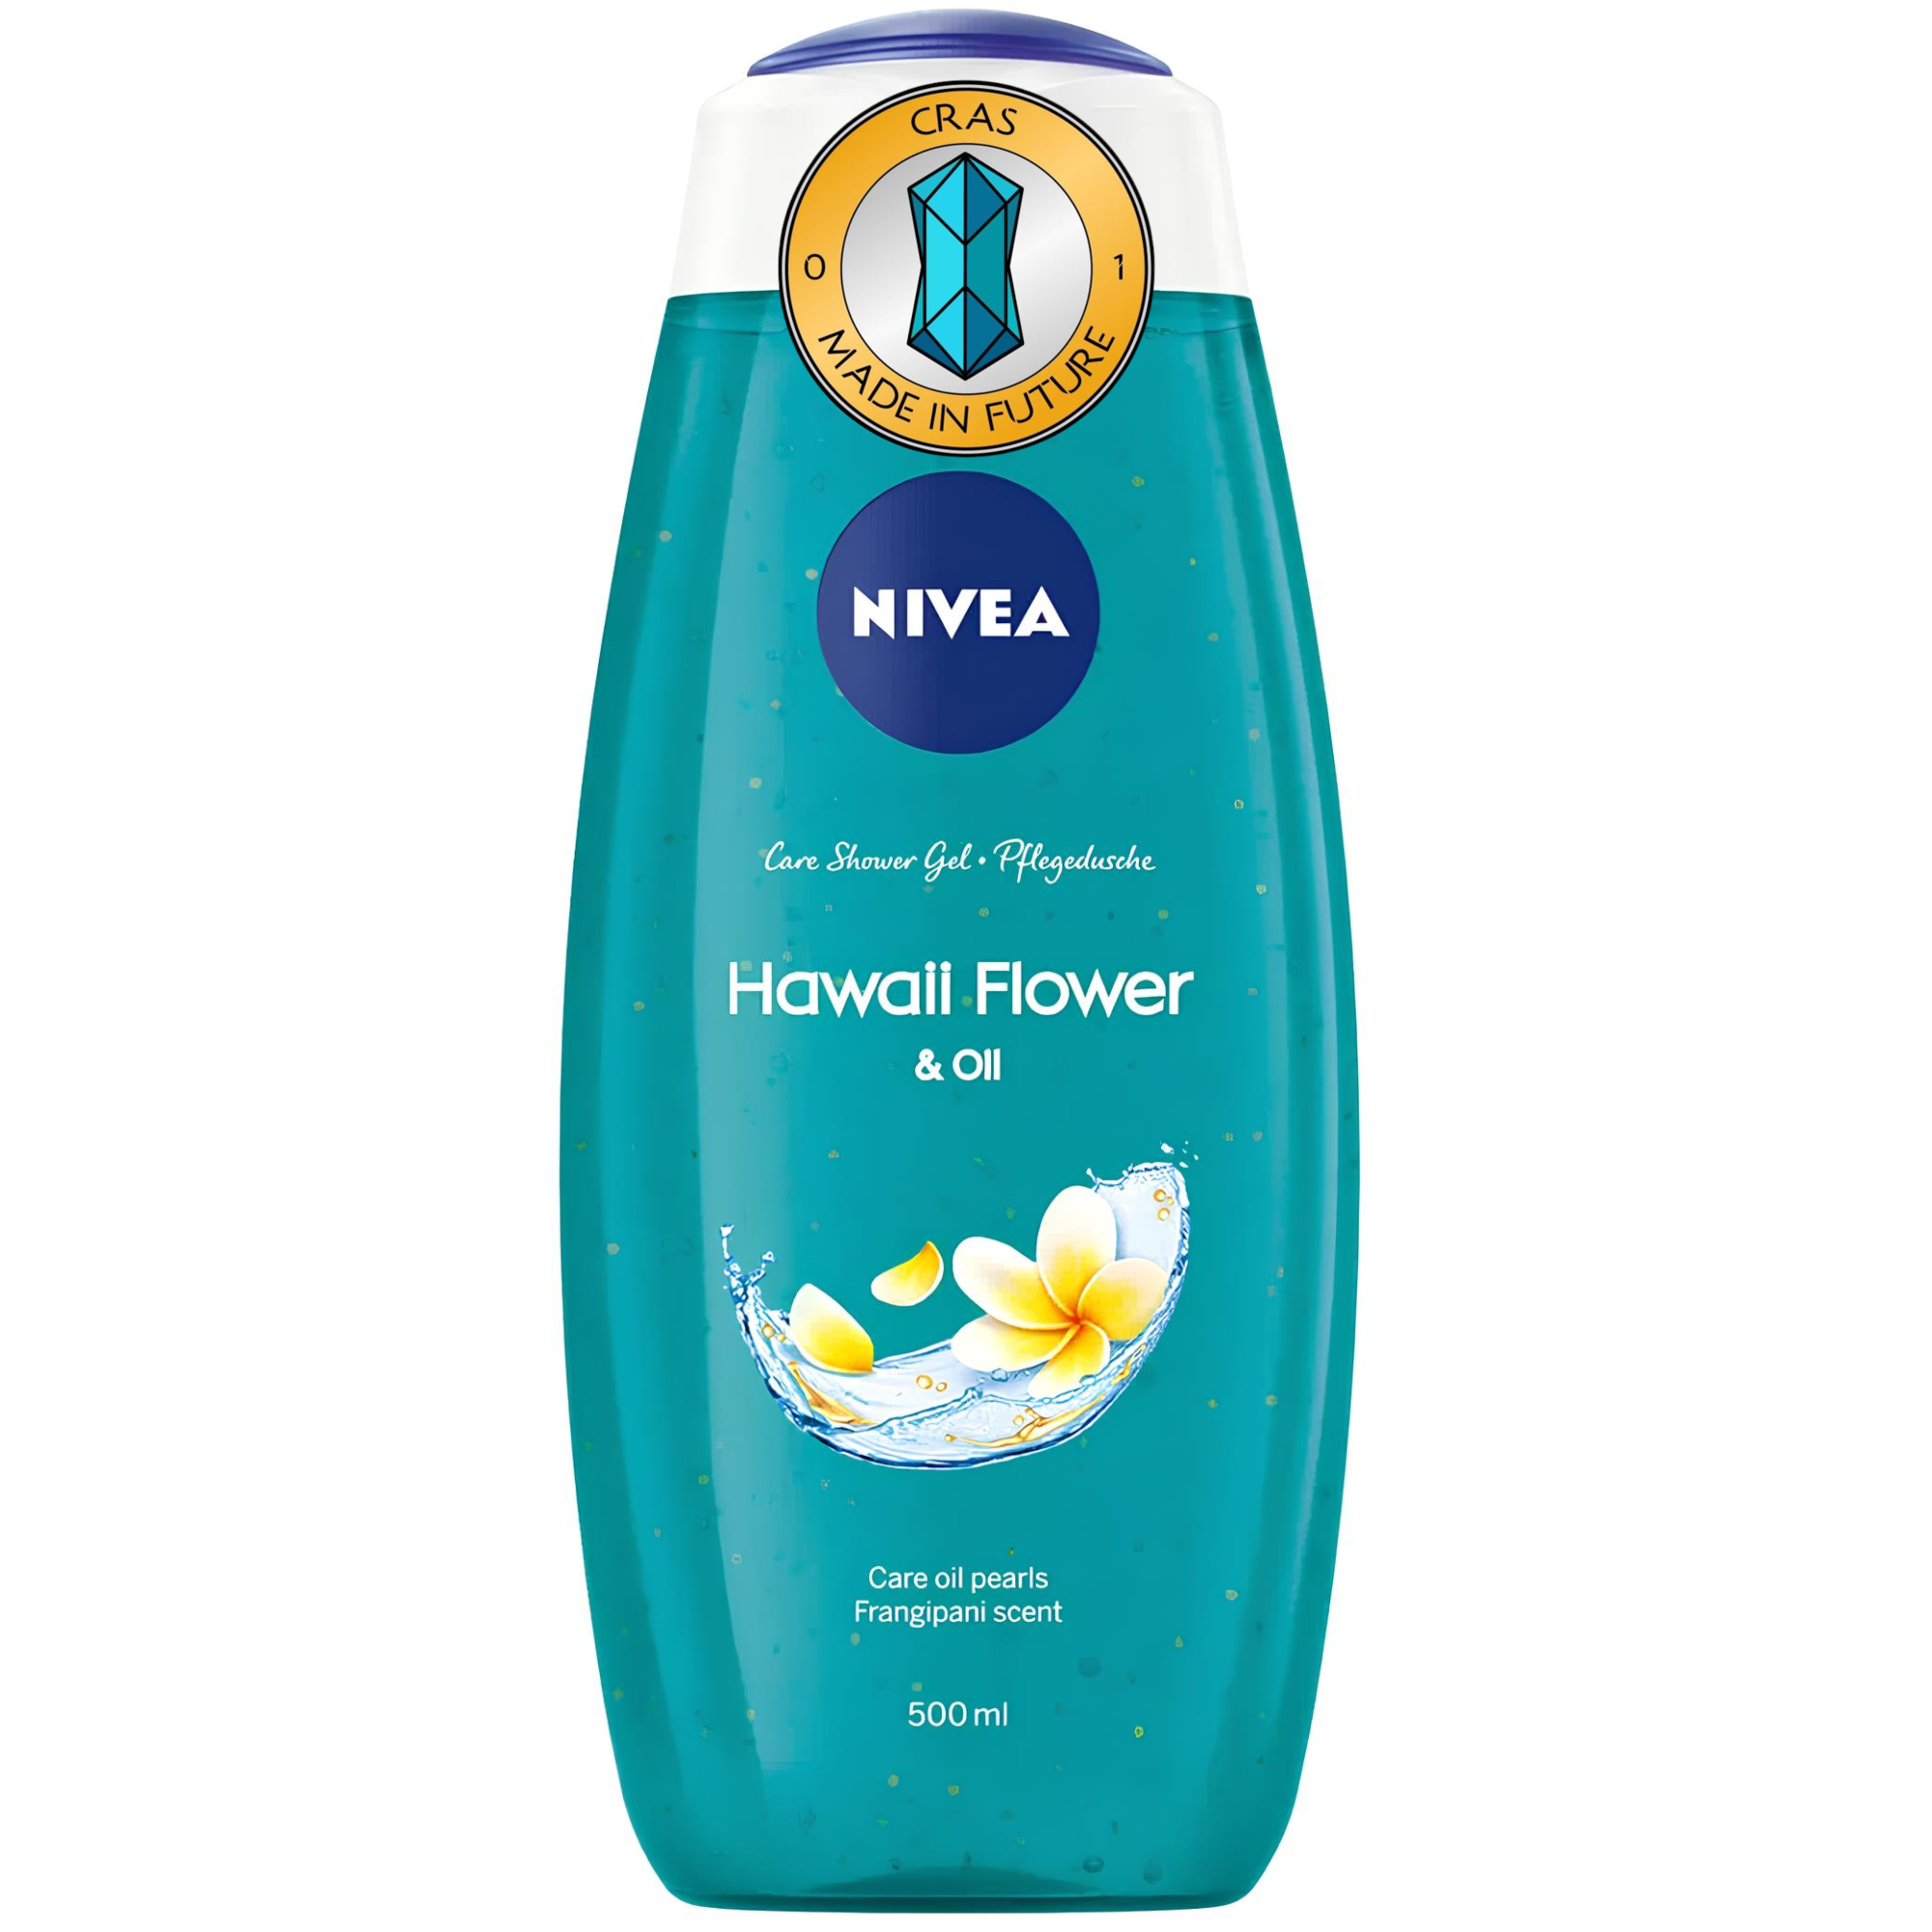 CRAS
0 1
MADE IN FUTURE
NIVEA
Care Shower Gel • Pflegedusche
Hawaii Flower
& Oil
Care oil pearls
Frangipani scent
500 ml